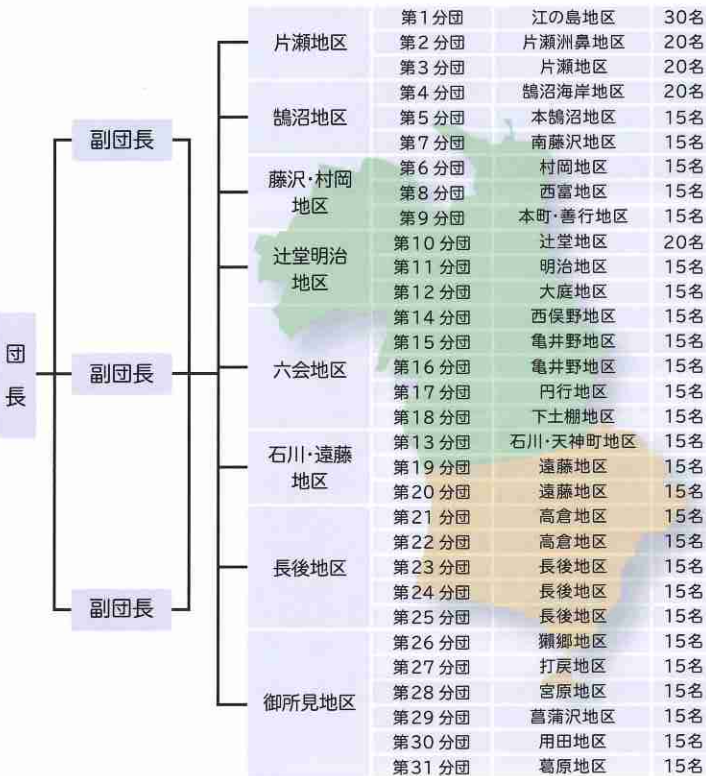 団長
副団長
副団長
副団長
片瀬地区
第1分団 江の島地区 30名
第2分団 片瀬洲鼻地区 20名
第3分団 片瀬地区 20名
鵠沼地区
第4分団 鵠沼海岸地区 20名
第5分団 本鵠沼地区 15名
第7分団 南藤沢地区 15名
藤沢・村岡
地区
第6分団 村岡地区 15名
第8分団 西富地区 15名
第9分団 本町・善行地区 15名
辻堂明治
地区
第10分団 辻堂地区 20名
第11分団 明治地区 15名
第12分団 大庭地区 15名
六会地区
第14分団 西俣野地区 15名
第15分団 亀井野地区 15名
第16分団 亀井野地区 15名
第17分団 円行地区 15名
第18分団 下土棚地区 15名
石川・遠藤
地区
第13分団 石川・天神町地区 15名
第19分団 遠藤地区 15名
第20分団 遠藤地区 15名
長後地区
第21分団 高倉地区 15名
第22分団 高倉地区 15名
第23分団 長後地区 15名
第24分団 長後地区 15名
第25分団 長後地区 15名
御所見地区
第26分団 獺郷地区 15名
第27分団 打戻地区 15名
第28分団 宮原地区 15名
第29分団 菖蒲沢地区 15名
第30分団 用田地区 15名
第31分団 葛原地区 15名